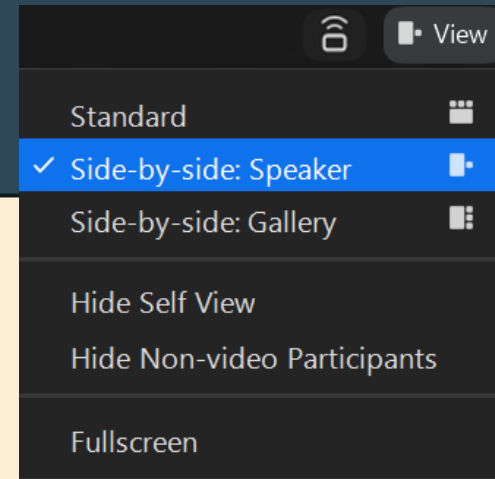 View
Standard
Side-by-side: Speaker
Side-by-side: Gallery
Hide Self View
Hide Non-video Participants
Fullscreen